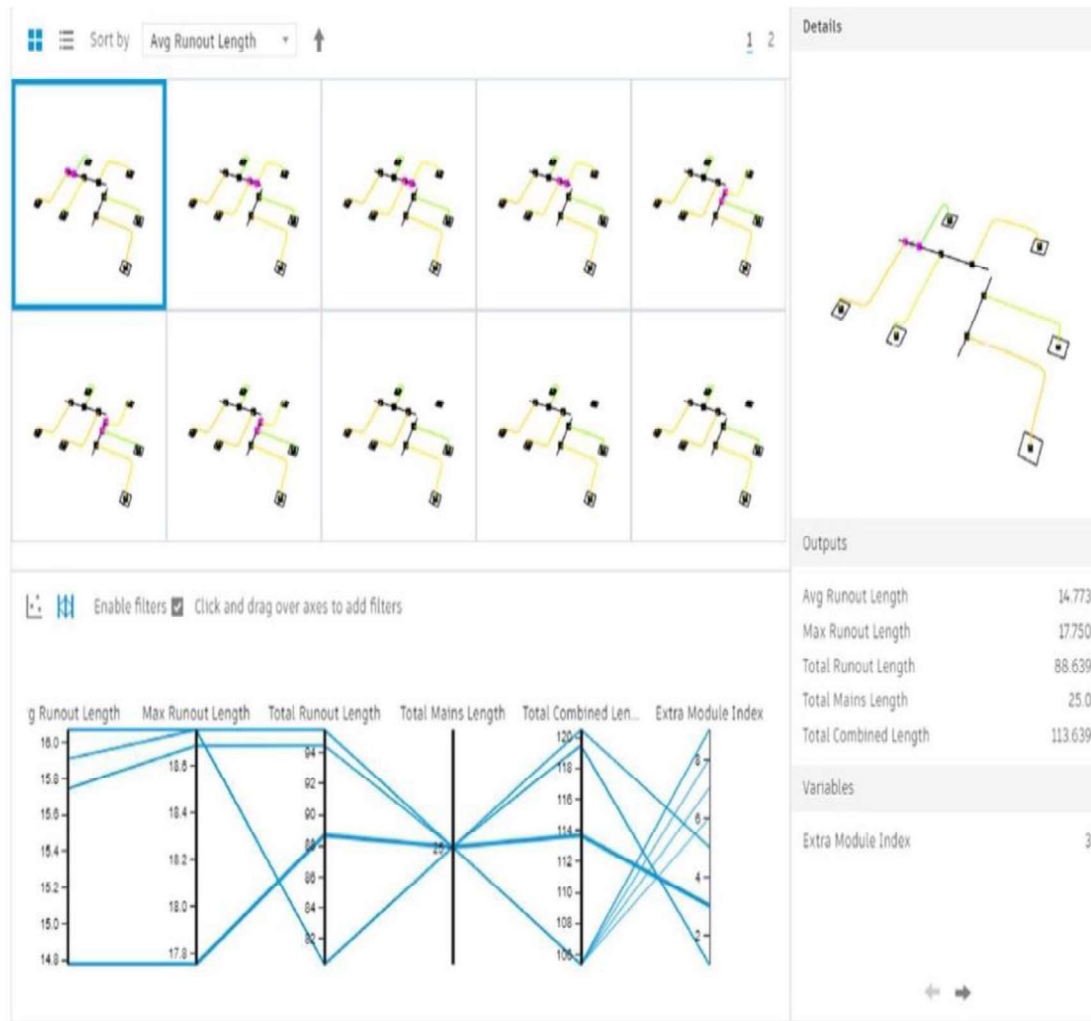 Sort by Avg Runout Length 1 2
Details
Outputs
Avg Runout Length 14.773
Max Runout Length 17.750
Total Runout Length 88.639
Total Mains Length 25.0
Total Combined Length 113.639
Variables
Extra Module Index 3
Enable filters Click and drag over axes to add filters
g Runout Length Max Runout Length Total Runout Length Total Mains Length Total Combined Len... Extra Module Index
16.0
15.8
15.6
15.4
15.2
15.0
14.8
18.6
18.4
18.2
18.0
17.8
94
92
90
88
86
84
82
120
118
116
114
112
110
108
106
8
6
4
2